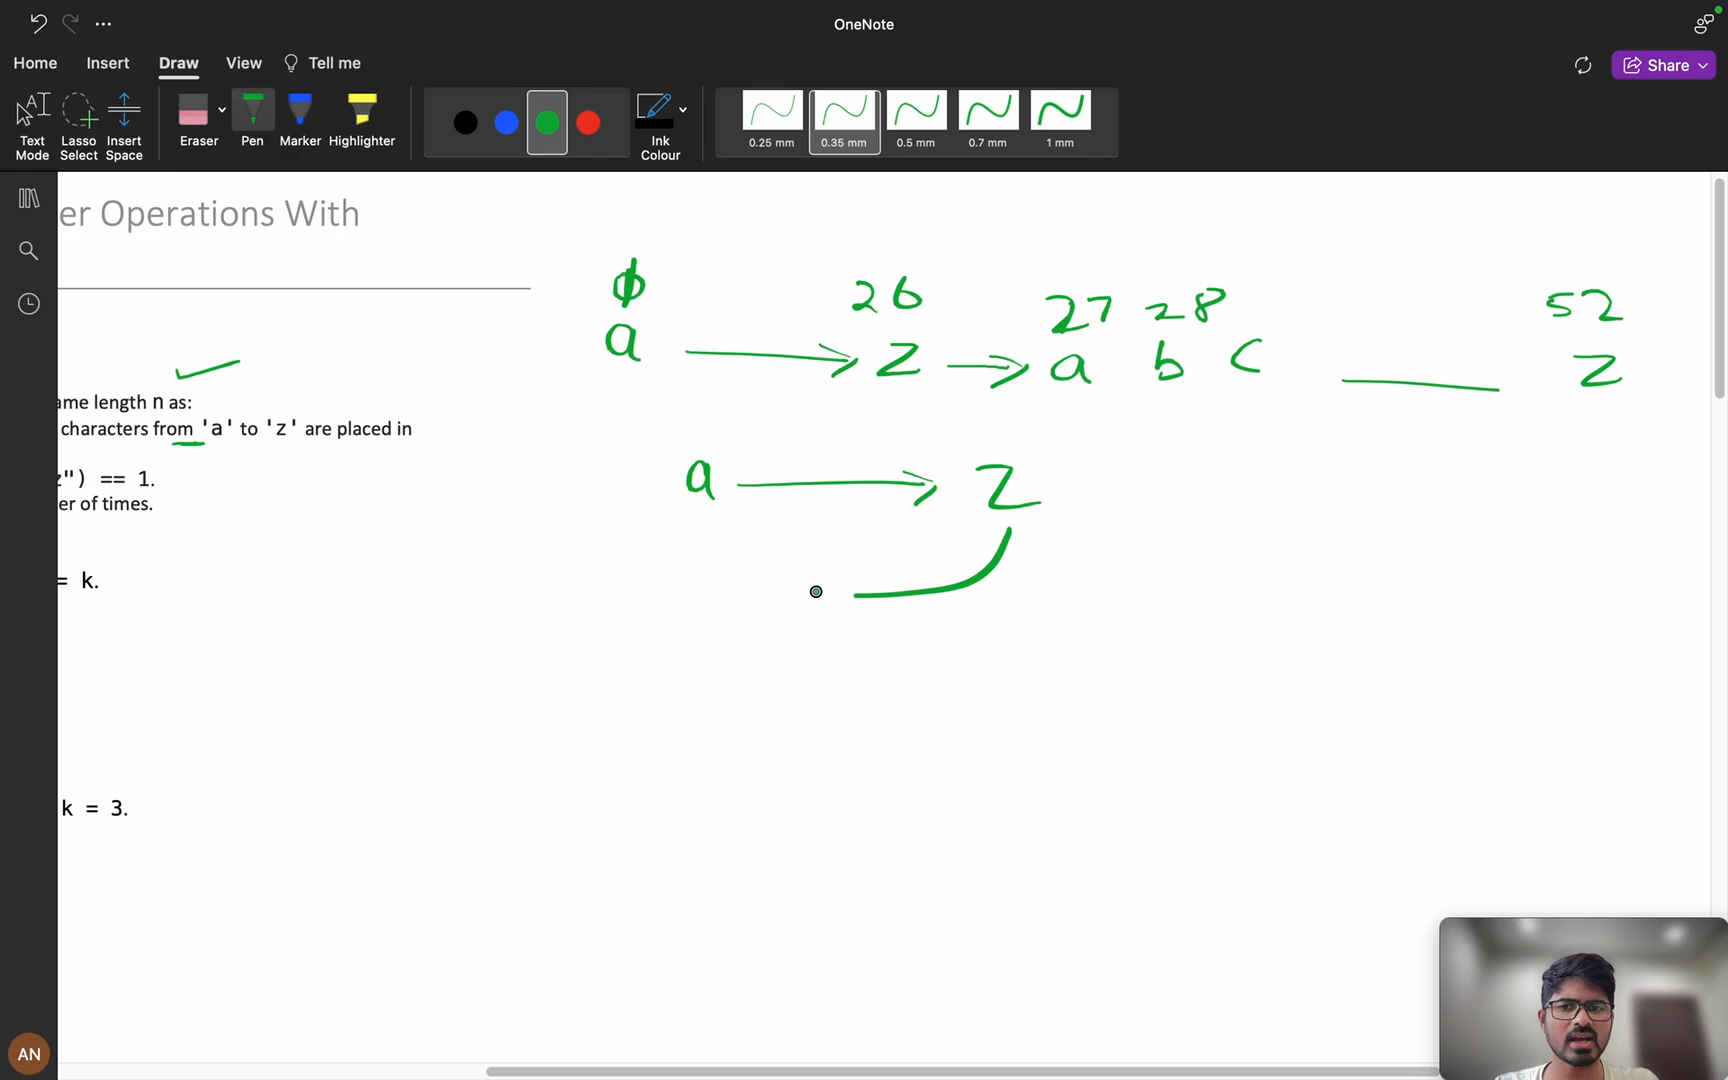 OneNote
Home Insert Draw View Tell me
Share
Text Mode
Lasso Select
Insert Space
Eraser
Pen
Marker
Highlighter
Ink Colour
0.25 mm
0.35 mm
0.5 mm
0.7 mm
1 mm
er Operations With
26 27 28 52
a z a b c z
ame length n as:
characters from 'a' to 'z' are placed in
a z
z") == 1.
er of times.
= k.
k = 3.
AN